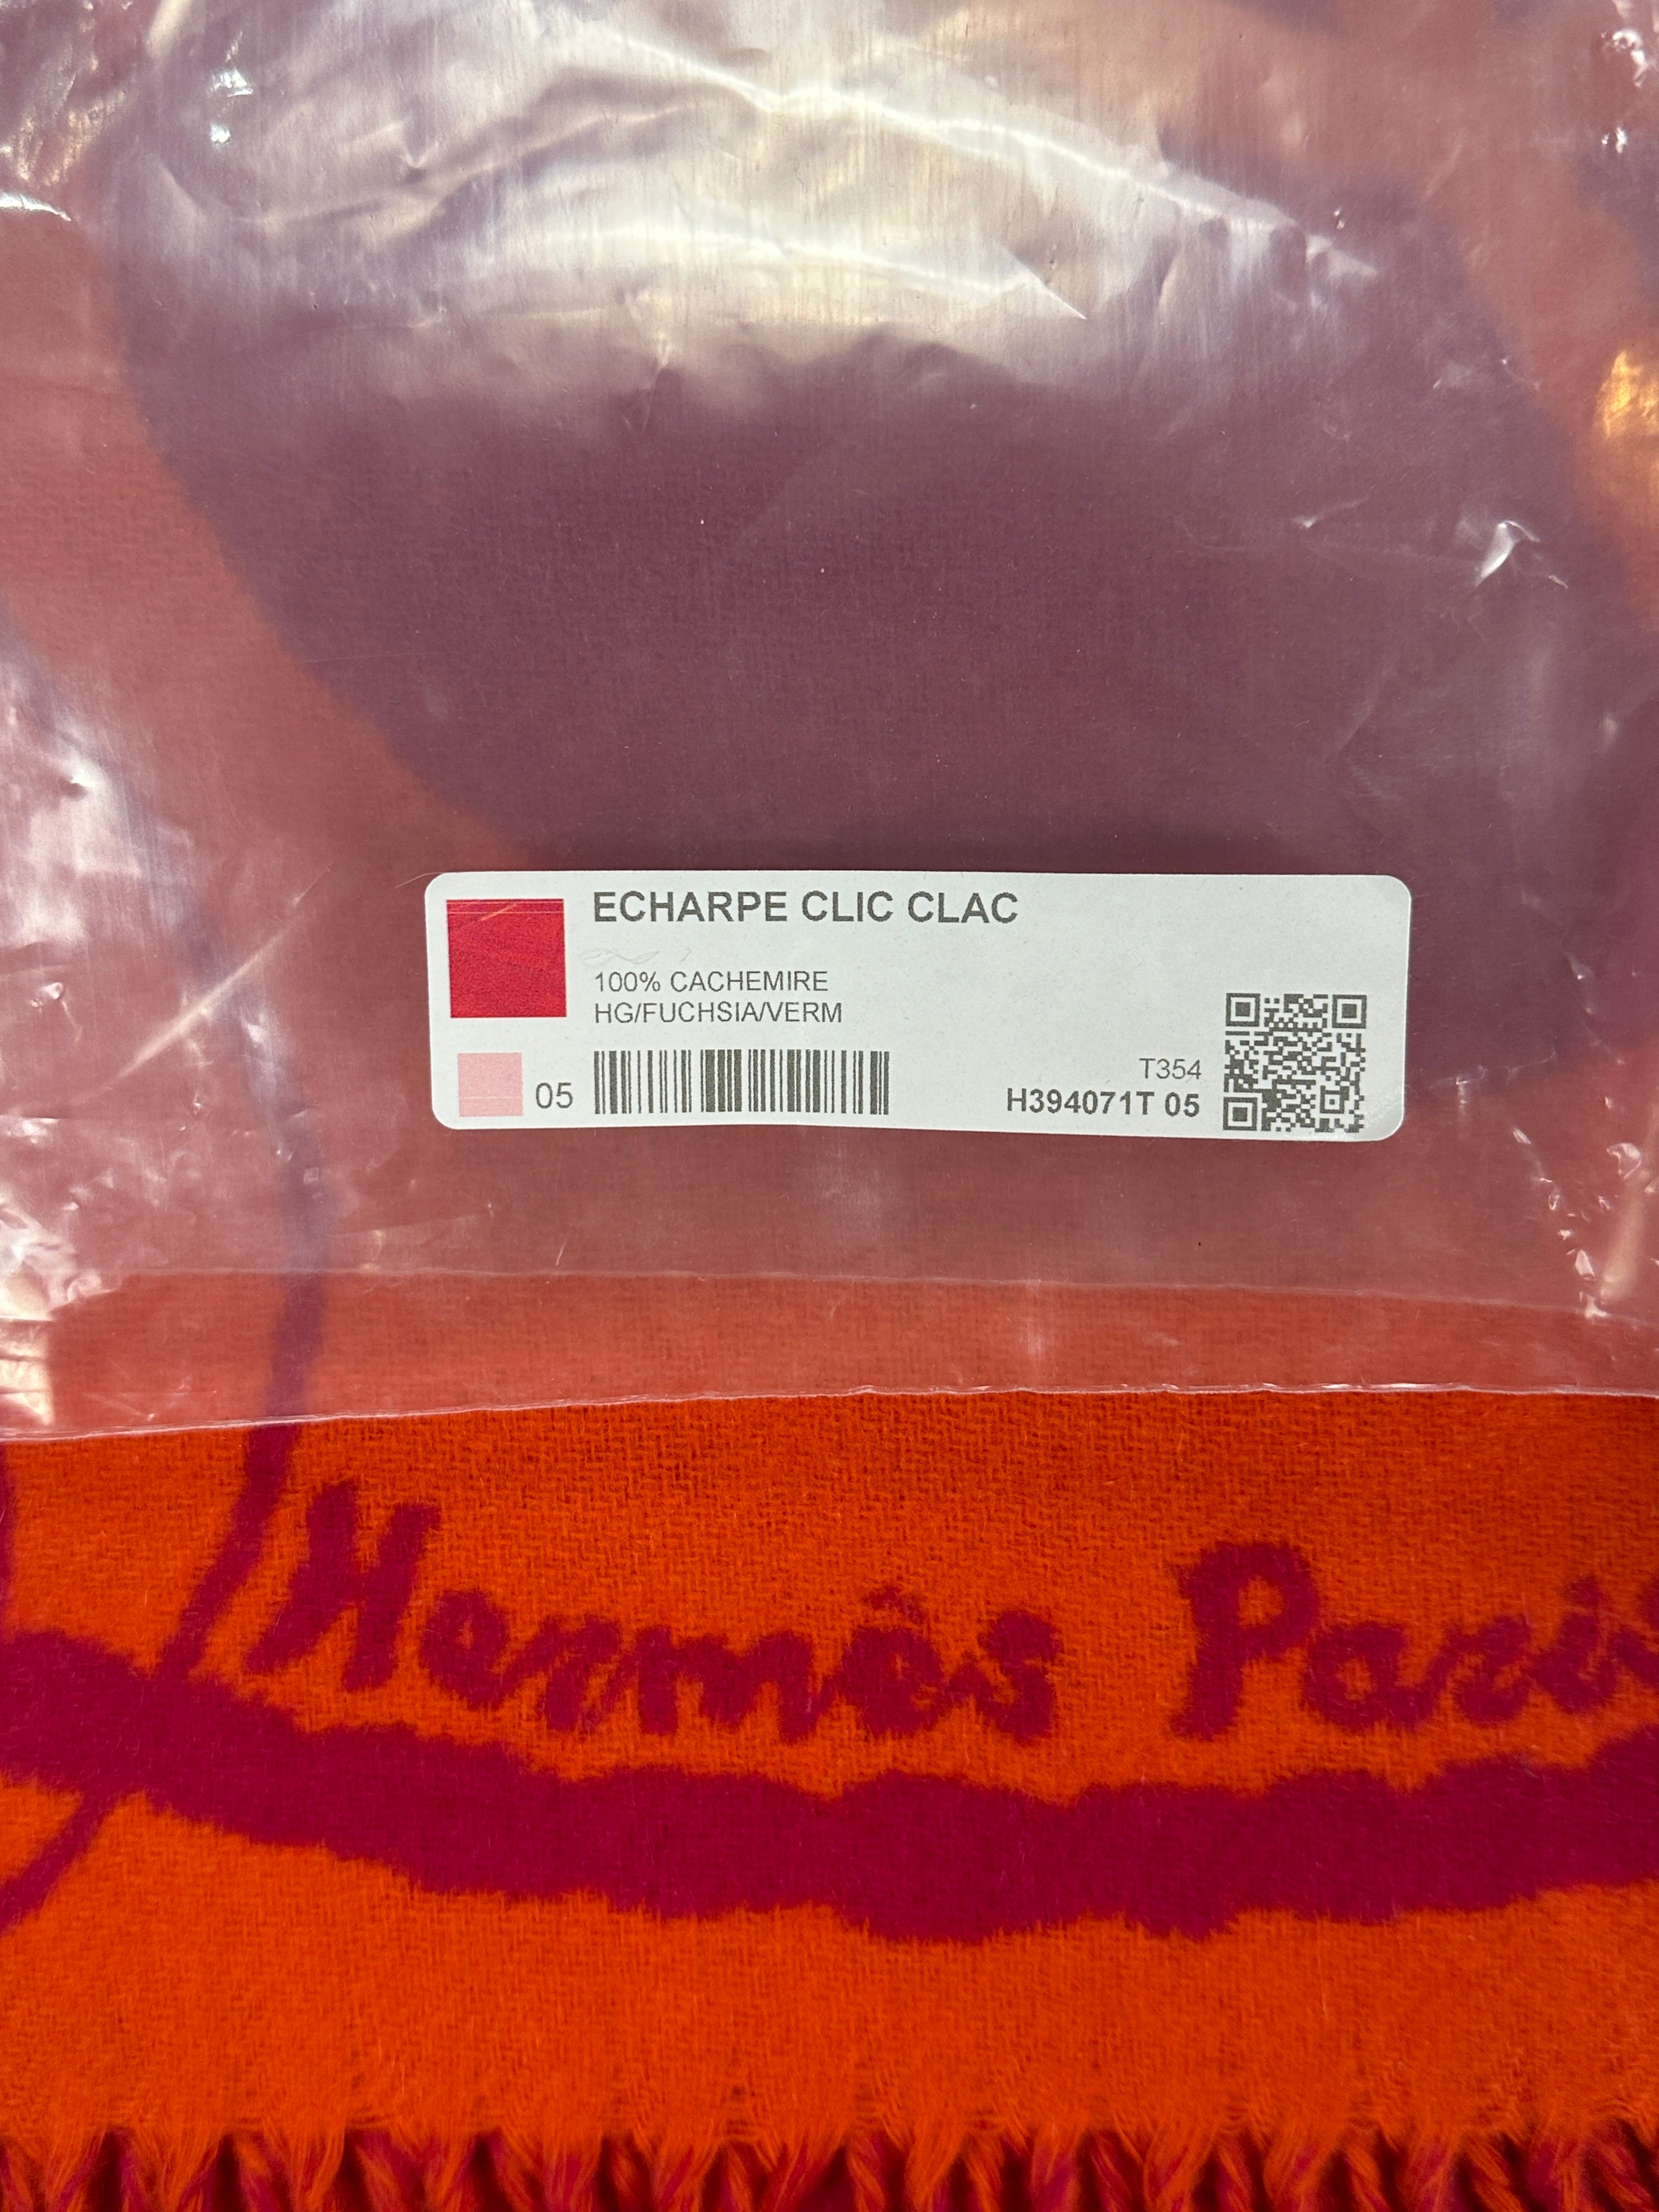 ECHARPE CLIC CLAC
100% CACHEMIRE
HG/FUCHSIA/VERM
05
T354
H394071T 05
Hermès Paris